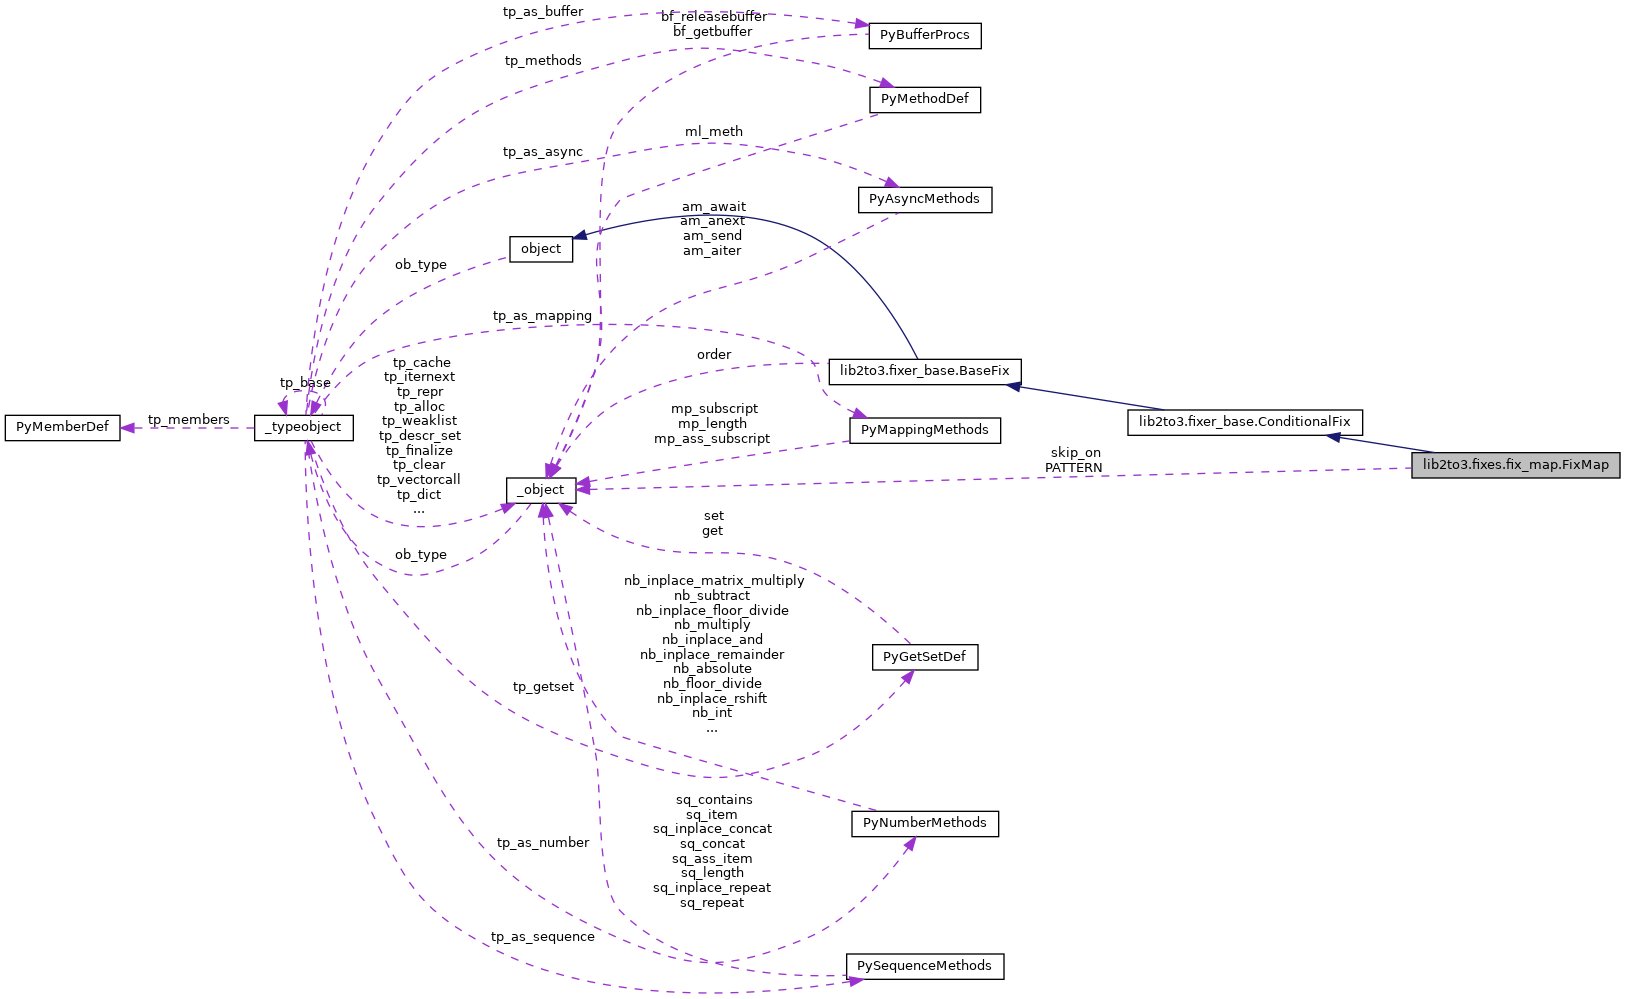 tp_as_buffer
bf_releasebuffer
bf_getbuffer
PyBufferProcs
tp_methods
PyMethodDef
ml_meth
tp_as_async
PyAsyncMethods
am_await
am_anext
am_send
am_aiter
object
ob_type
tp_as_mapping
order
lib2to3.fixer_base.BaseFix
tp_cache
tp_iternext
tp_repr
tp_alloc
tp_weaklist
tp_descr_set
tp_finalize
tp_clear
tp_vectorcall
tp_dict
...
tp_base
PyMemberDef
tp_members
_typeobject
mp_subscript
mp_length
mp_ass_subscript
PyMappingMethods
lib2to3.fixer_base.ConditionalFix
skip_on
PATTERN
lib2to3.fixes.fix_map.FixMap
_object
set
get
ob_type
nb_inplace_matrix_multiply
nb_subtract
nb_inplace_floor_divide
nb_multiply
nb_inplace_and
nb_inplace_remainder
nb_absolute
nb_floor_divide
nb_inplace_rshift
nb_int
...
PyGetSetDef
tp_getset
sq_contains
sq_item
sq_inplace_concat
sq_concat
sq_ass_item
sq_length
sq_inplace_repeat
sq_repeat
PyNumberMethods
tp_as_number
tp_as_sequence
PySequenceMethods